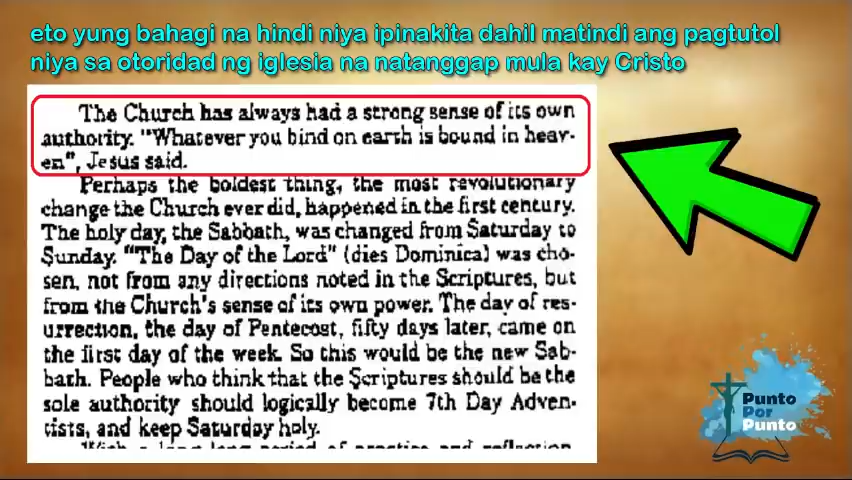 eto yung bahagi na hindi niya ipinakita dahil matindi ang pagtutol
niya sa otoridad ng iglesia na natanggap mula kay Cristo
The Church has always had a strong sense of its own
authority. "Whatever you bind on earth is bound in heav-
en", Jesus said.
Perhaps the boldest thing, the most revolutionary
change the Church ever did, happened in the first century.
The holy day, the Sabbath, was changed from Saturday to
Sunday. "The Day of the Lord" (dies Dominica) was cho-
sen, not from any directions noted in the Scriptures, but
from the Church's sense of its own power. The day of res-
urrection, the day of Pentecost, fifty days later, came on
the first day of the week. So this would be the new Sab-
bath. People who think that the Scriptures should be the
sole authority should logically become 7th Day Adven-
tists, and keep Saturday holy.
With a long period of practice and reflection
Punto
Por
Punto